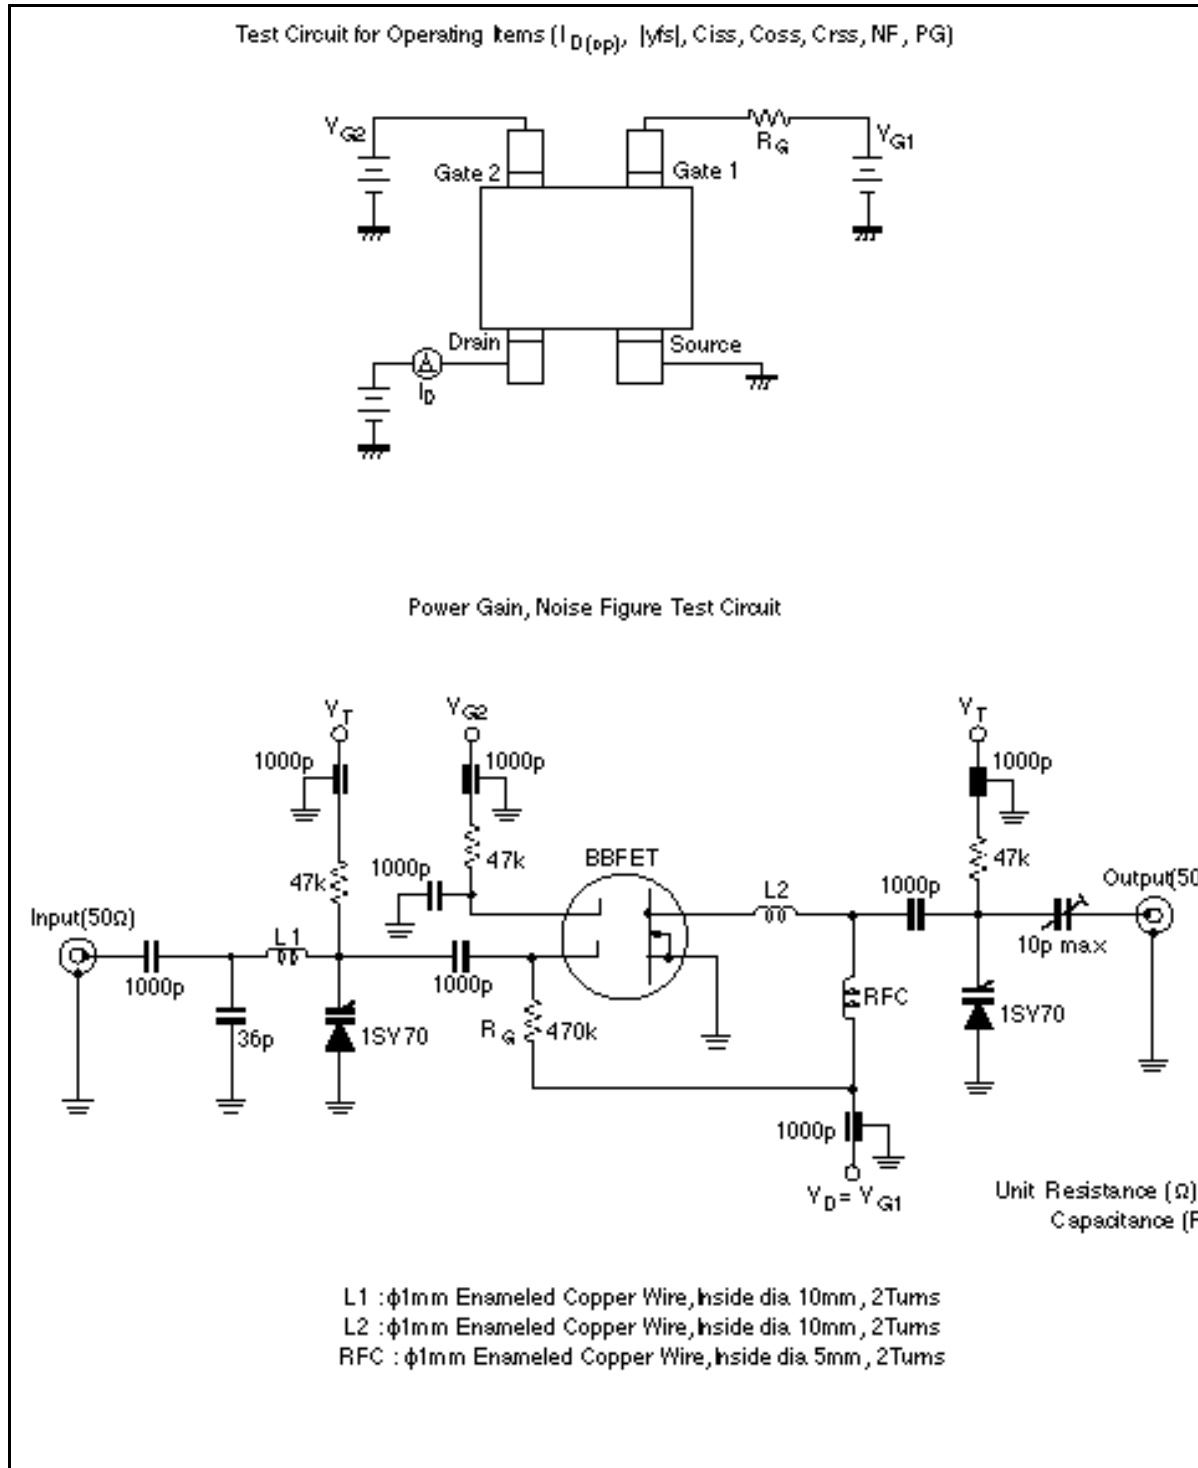 Test Circuit for Operating Items (I D(op), |yfs|, Ciss, Coss, Crss, NF, PG)
VG2
RG
VG1
Gate 2
Gate 1
Drain
Source
A
ID
Power Gain, Noise Figure Test Circuit
VT
VG2
VT
1000p
1000p
1000p
47k
47k
47k
1000p
BBFET
L2
1000p
Output(50
Input(50Ω)
L1
10p max
1000p
1000p
RFC
36p
1SV70
RG
470k
1SV70
1000p
VD = VG1
Unit Resistance (Ω)
Capacitance (F
L1 : ϕ1mm Enameled Copper Wire, Inside dia 10mm, 2Turns
L2 : ϕ1mm Enameled Copper Wire, Inside dia 10mm, 2Turns
RFC : ϕ1mm Enameled Copper Wire, Inside dia 5mm, 2Turns